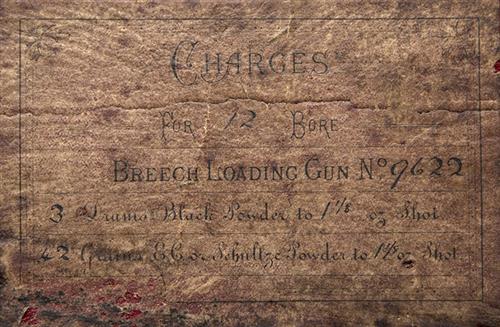 CHARGES
FOR 12 BORE
BREECH LOADING GUN No 9622
3 Drams Black Powder to 1 1/8 oz Shot
42 Grains E.C. or Schultze Powder to 1 1/8 oz Shot